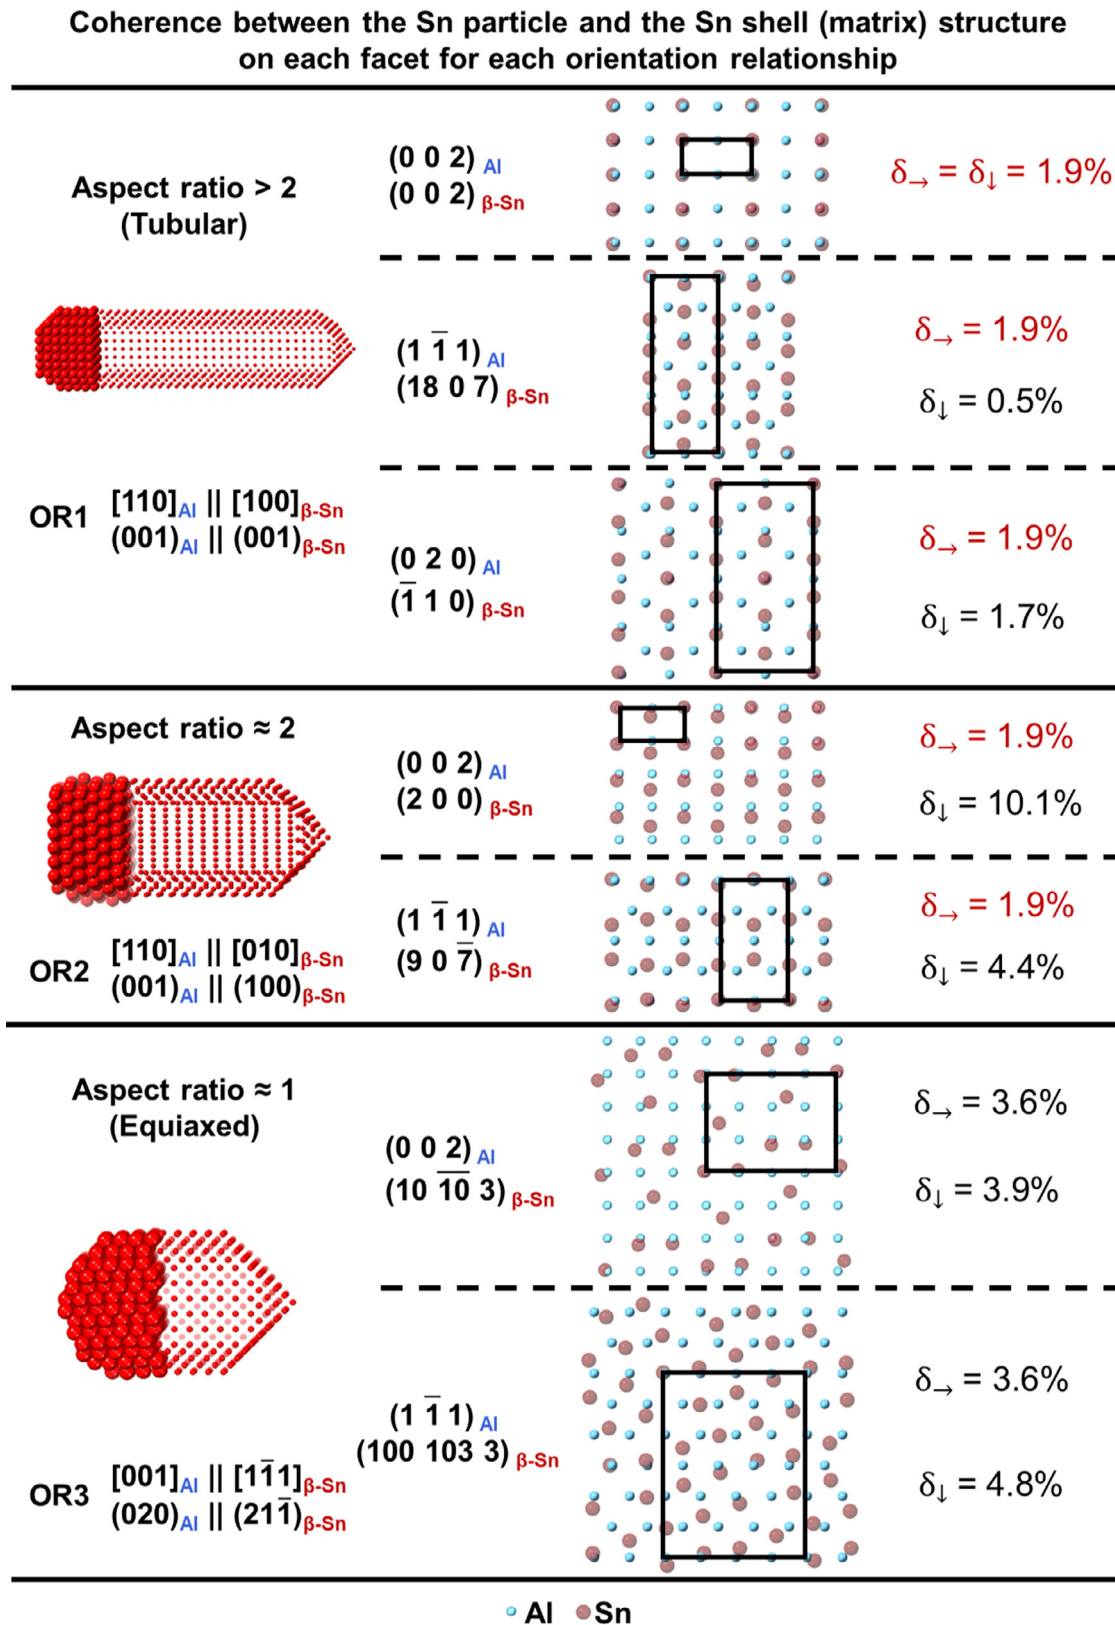 Coherence between the Sn particle and the Sn shell (matrix) structure
on each facet for each orientation relationship
Aspect ratio > 2
(Tubular)
OR1
[110]Al || [100]β-Sn
(001)Al || (001)β-Sn
(0 0 2) Al
(0 0 2) β-Sn
δ→ = δ↓ = 1.9%
(1 1̅ 1) Al
(18 0 7) β-Sn
δ→ = 1.9%
δ↓ = 0.5%
(0 2 0) Al
(1̅ 1 0) β-Sn
δ→ = 1.9%
δ↓ = 1.7%
Aspect ratio ≈ 2
OR2
[110]Al || [010]β-Sn
(001)Al || (100)β-Sn
(0 0 2) Al
(2 0 0) β-Sn
δ→ = 1.9%
δ↓ = 10.1%
(1 1̅ 1) Al
(9 0 7̅) β-Sn
δ→ = 1.9%
δ↓ = 4.4%
Aspect ratio ≈ 1
(Equiaxed)
OR3
[001]Al || [11̅1]β-Sn
(020)Al || (211̅)β-Sn
(0 0 2) Al
(10 1̅0̅ 3) β-Sn
δ→ = 3.6%
δ↓ = 3.9%
(1 1̅ 1) Al
(100 103 3) β-Sn
δ→ = 3.6%
δ↓ = 4.8%
Al Sn